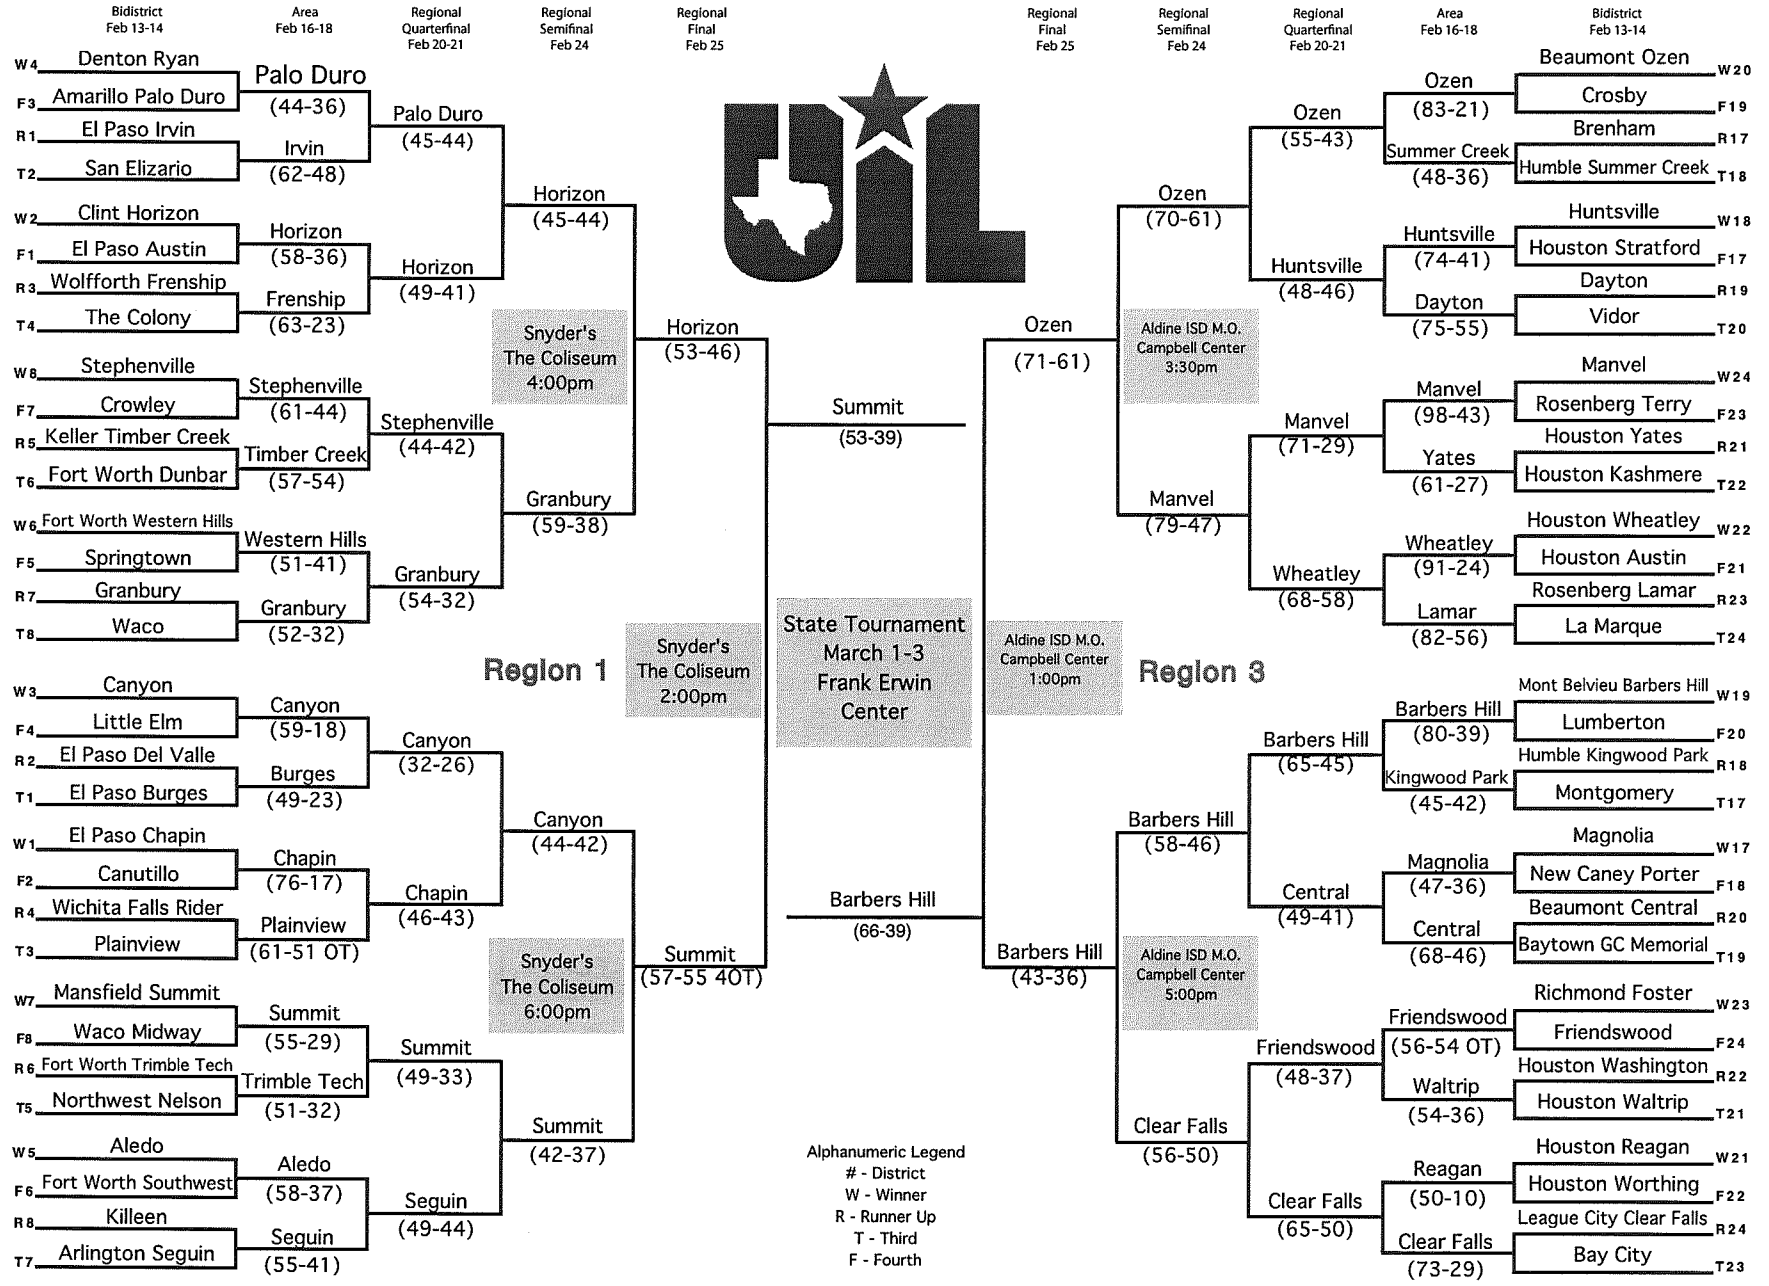 Bidistrict
Feb 13-14
Area
Feb 16-18
Regional
Quarterfinal
Feb 20-21
Regional
Semifinal
Feb 24
Regional
Final
Feb 25
Regional
Final
Feb 25
Regional
Semifinal
Feb 24
Regional
Quarterfinal
Feb 20-21
Area
Feb 16-18
Bidistrict
Feb 13-14
W4 Denton Ryan
F3 Amarillo Palo Duro
R1 El Paso Irvin
T2 San Elizario
W2 Clint Horizon
F1 El Paso Austin
R3 Wolfforth Frenship
T4 The Colony
W8 Stephenville
F7 Crowley
R5 Keller Timber Creek
T6 Fort Worth Dunbar
W6 Fort Worth Western Hills
F5 Springtown
R7 Granbury
T8 Waco
W3 Canyon
F4 Little Elm
R2 El Paso Del Valle
T1 El Paso Burges
W1 El Paso Chapin
F2 Canutillo
R4 Wichita Falls Rider
T3 Plainview
W7 Mansfield Summit
F8 Waco Midway
R6 Fort Worth Trimble Tech
T5 Northwest Nelson
W5 Aledo
F6 Fort Worth Southwest
R8 Killeen
T7 Arlington Seguin
Palo Duro
(44-36)
Irvin
(62-48)
Horizon
(58-36)
Frenship
(63-23)
Stephenville
(61-44)
Timber Creek
(57-54)
Western Hills
(51-41)
Granbury
(52-32)
Canyon
(59-18)
Burges
(49-23)
Chapin
(76-17)
Plainview
(61-51 OT)
Summit
(55-29)
Trimble Tech
(51-32)
Aledo
(58-37)
Seguin
(55-41)
Palo Duro
(45-44)
Horizon
(49-41)
Stephenville
(44-42)
Granbury
(54-32)
Canyon
(32-26)
Chapin
(46-43)
Summit
(49-33)
Seguin
(49-44)
Horizon
(45-44)
Snyder's
The Coliseum
4:00pm
Granbury
(59-38)
Region 1
Canyon
(44-42)
Snyder's
The Coliseum
6:00pm
Summit
(42-37)
Horizon
(53-46)
Snyder's
The Coliseum
2:00pm
Summit
(57-55 4OT)
UIL
Summit
(53-39)
State Tournament
March 1-3
Frank Erwin
Center
Barbers Hill
(66-39)
Alphanumeric Legend
# - District
W - Winner
R - Runner Up
T - Third
F - Fourth
Ozen
(71-61)
Aldine ISD M.O.
Campbell Center
1:00pm
Barbers Hill
(43-36)
Ozen
(70-61)
Aldine ISD M.O.
Campbell Center
3:30pm
Manvel
(79-47)
Region 3
Barbers Hill
(58-46)
Aldine ISD M.O.
Campbell Center
5:00pm
Clear Falls
(56-50)
Ozen
(55-43)
Huntsville
(48-46)
Manvel
(71-29)
Wheatley
(68-58)
Barbers Hill
(65-45)
Central
(49-41)
Friendswood
(48-37)
Clear Falls
(65-50)
Ozen
(83-21)
Summer Creek
(48-36)
Huntsville
(74-41)
Dayton
(75-55)
Manvel
(98-43)
Yates
(61-27)
Wheatley
(91-24)
Lamar
(82-56)
Barbers Hill
(80-39)
Kingwood Park
(45-42)
Magnolia
(47-36)
Central
(68-46)
Friendswood
(56-54 OT)
Waltrip
(54-36)
Reagan
(50-10)
Clear Falls
(73-29)
Beaumont Ozen W20
Crosby F19
Brenham R17
Humble Summer Creek T18
Huntsville W18
Houston Stratford F17
Dayton R19
Vidor T20
Manvel W24
Rosenberg Terry F23
Houston Yates R21
Houston Kashmere T22
Houston Wheatley W22
Houston Austin F21
Rosenberg Lamar R23
La Marque T24
Mont Belvieu Barbers Hill W19
Lumberton F20
Humble Kingwood Park R18
Montgomery T17
Magnolia W17
New Caney Porter F18
Beaumont Central R20
Baytown GC Memorial T19
Richmond Foster W23
Friendswood F24
Houston Washington R22
Houston Waltrip T21
Houston Reagan W21
Houston Worthing F22
League City Clear Falls R24
Bay City T23